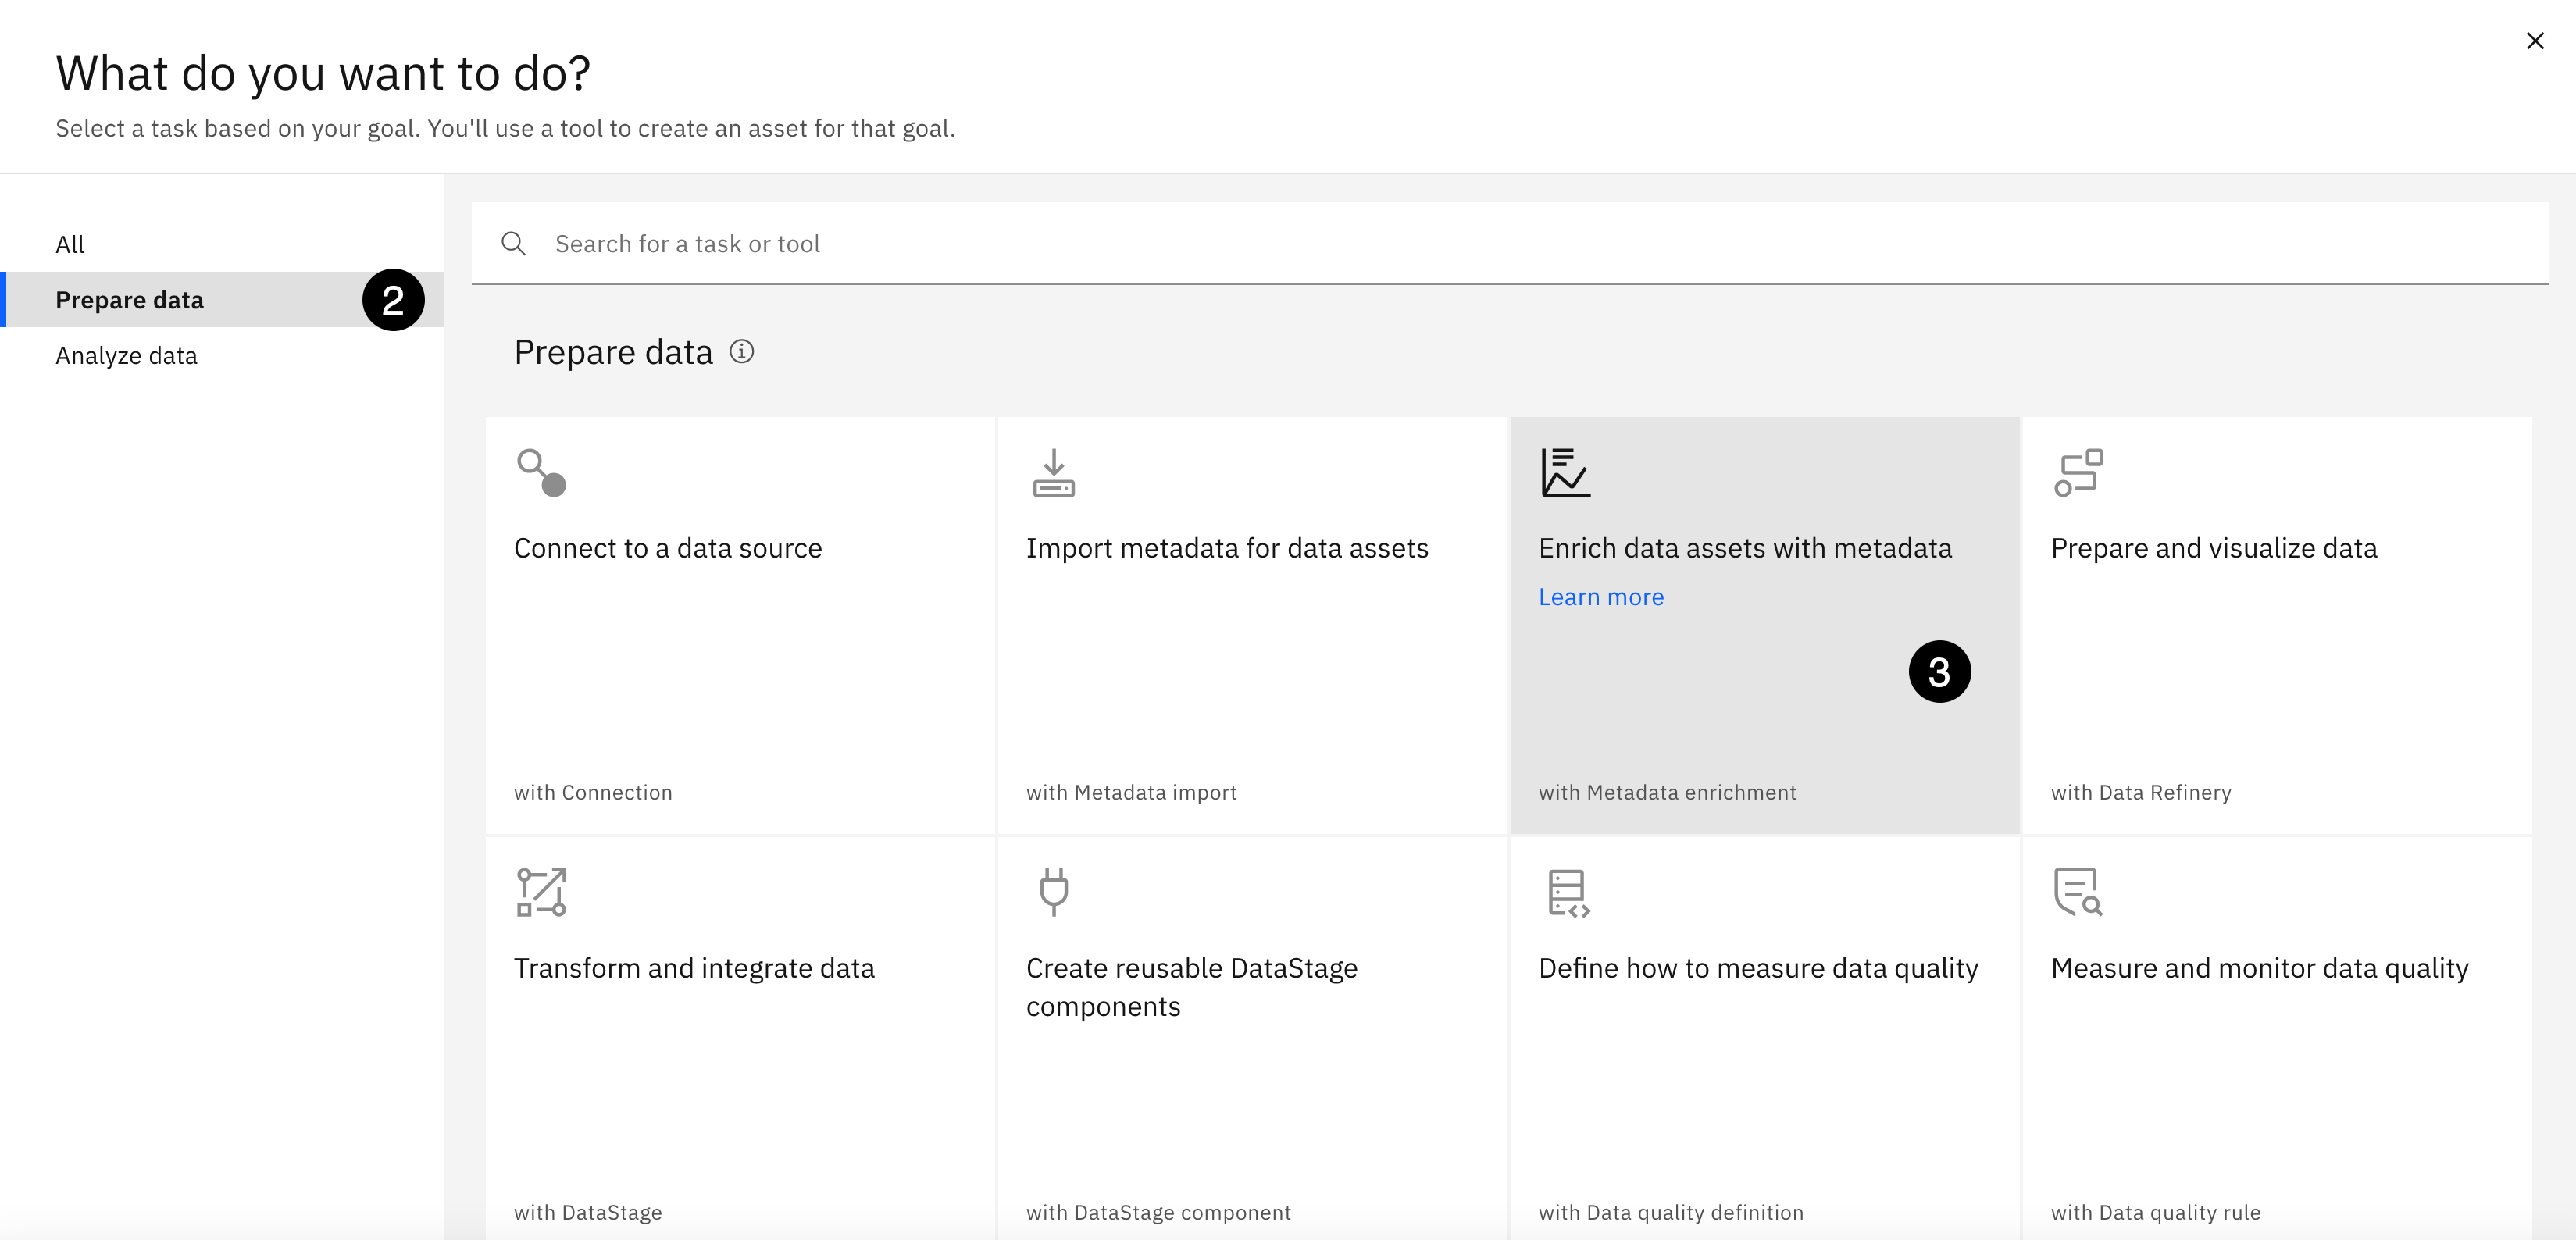 What do you want to do?
Select a task based on your goal. You'll use a tool to create an asset for that goal.
All
Prepare data
2
Analyze data
Search for a task or tool
Prepare data
Connect to a data source
with Connection
Import metadata for data assets
with Metadata import
Enrich data assets with metadata
Learn more
3
with Metadata enrichment
Prepare and visualize data
with Data Refinery
Transform and integrate data
with DataStage
Create reusable DataStage
components
with DataStage component
Define how to measure data quality
with Data quality definition
Measure and monitor data quality
with Data quality rule